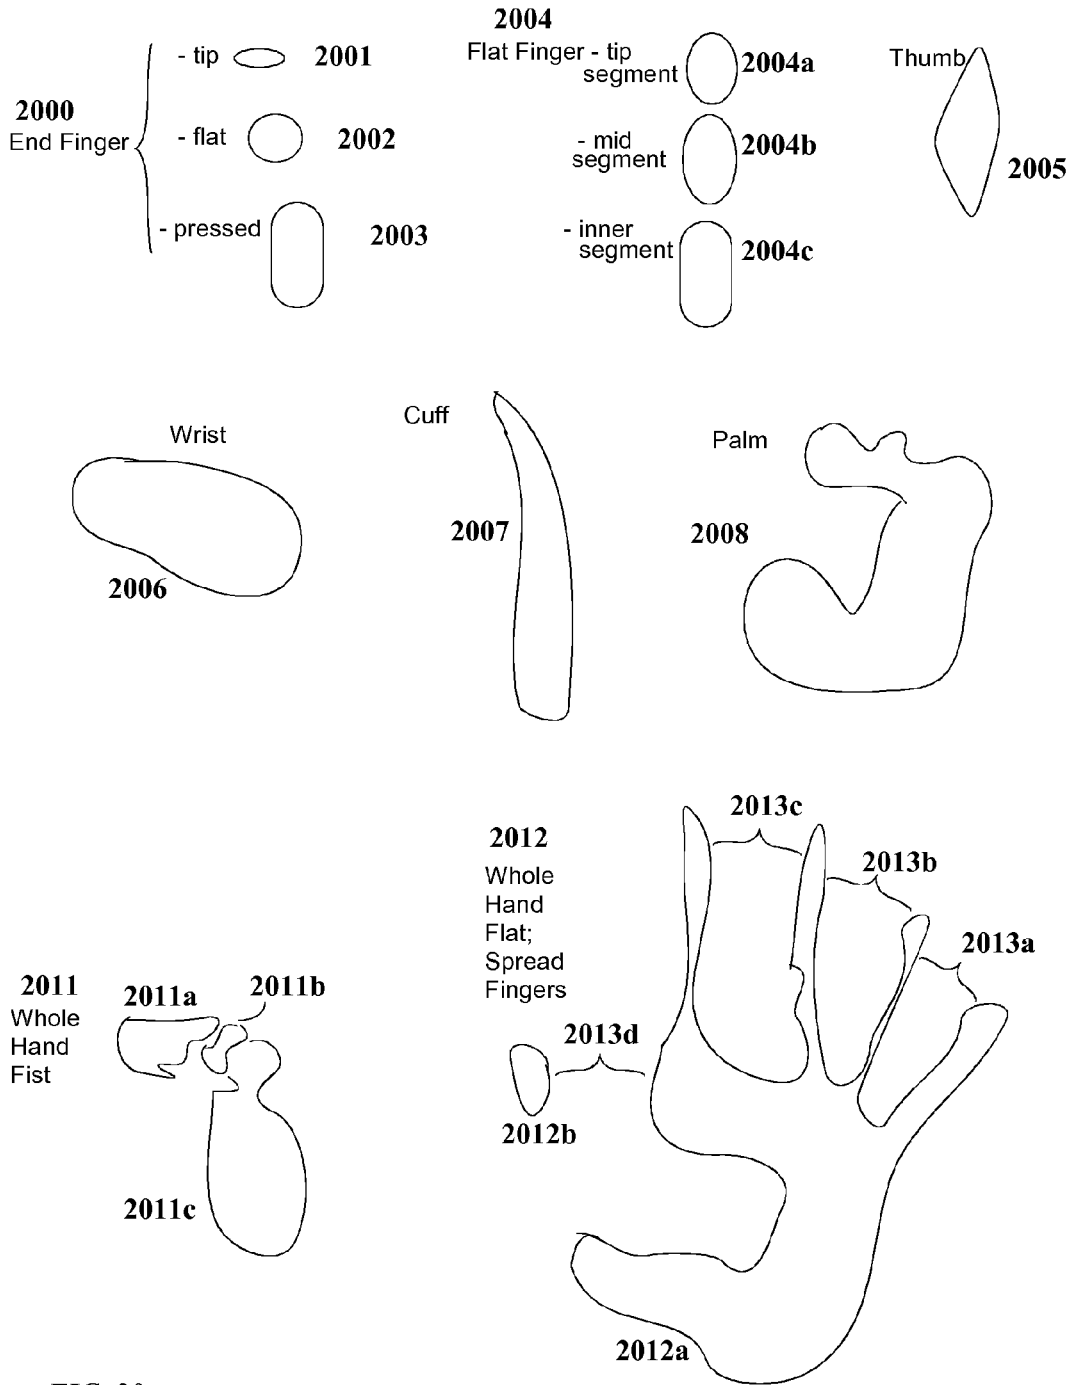 2000
End Finger
- tip
2001
- flat
2002
- pressed
2003
2004
Flat Finger - tip
segment
2004a
- mid
segment
2004b
- inner
segment
2004c
Thumb
2005
Wrist
2006
Cuff
2007
Palm
2008
2011
Whole
Hand
Fist
2011a
2011b
2011c
2012
Whole
Hand
Flat;
Spread
Fingers
2013c
2013b
2013a
2013d
2012b
2012a